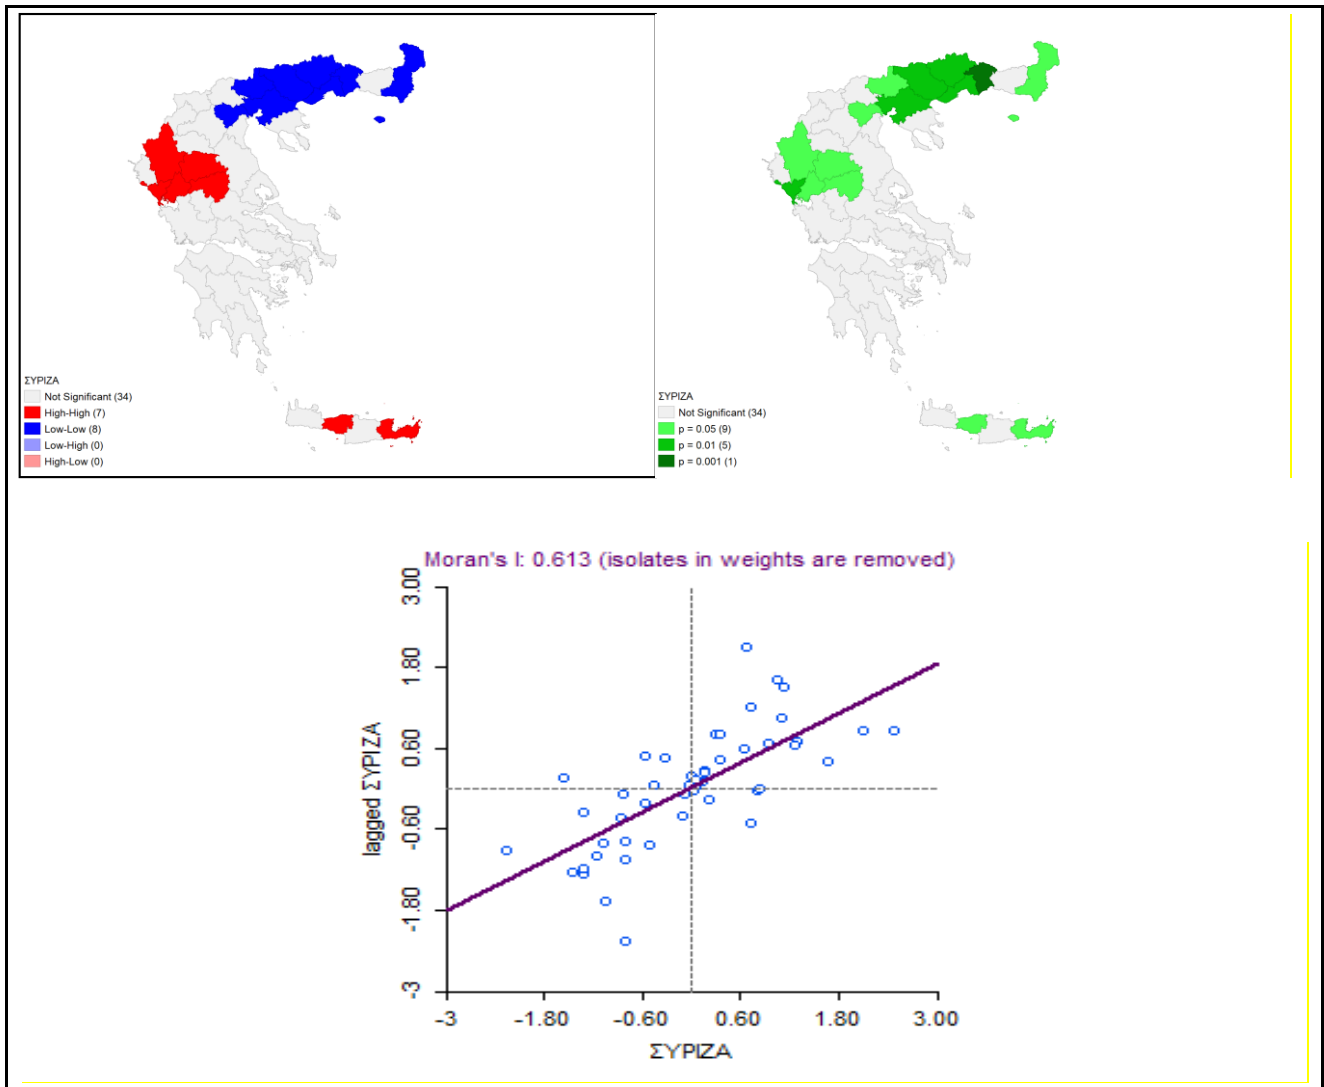 ΣΥΡΙΖΑ
Not Significant (34)
High-High (7)
Low-Low (8)
Low-High (0)
High-Low (0)
ΣΥΡΙΖΑ
Not Significant (34)
p = 0.05 (9)
p = 0.01 (5)
p = 0.001 (1)
Moran's I: 0.613 (isolates in weights are removed)
3.00
1.80
0.60
-0.60
-1.80
-3
lagged ΣΥΡΙΖΑ
-3 -1.80 -0.60 0.60 1.80 3.00
ΣΥΡΙΖΑ